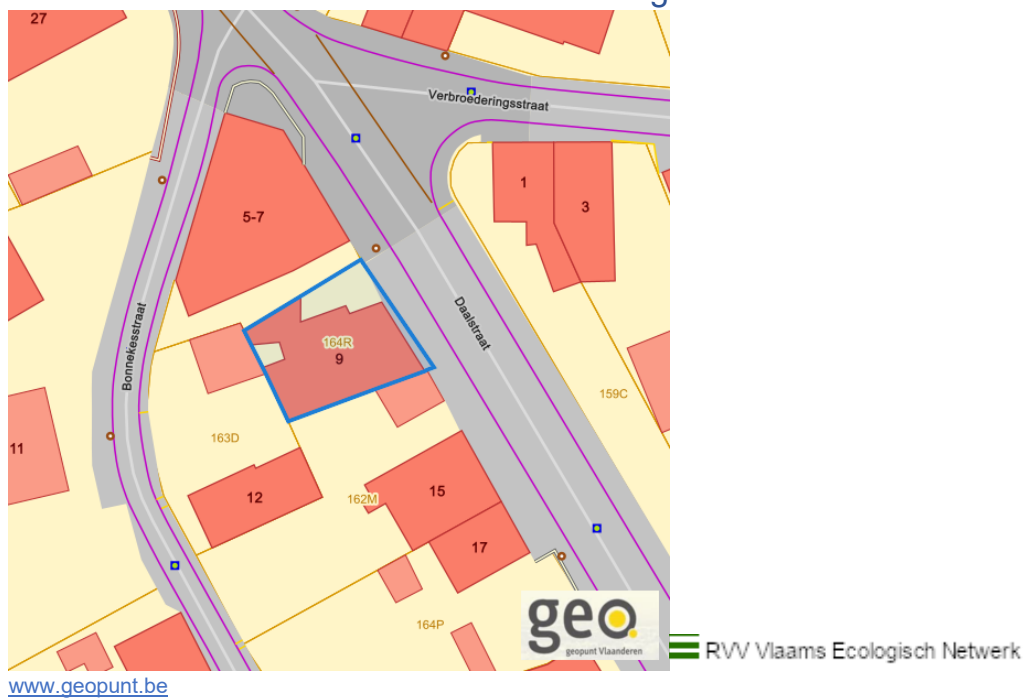 27
Verbroederingsstraat
1
3
5-7
Daalstraat
Bonnekesstraat
164R
9
159C
163D
11
12
162M
15
17
164P
geo.
geopunt Vlaanderen
RVV Vlaams Ecologisch Netwerk
www.geopunt.be